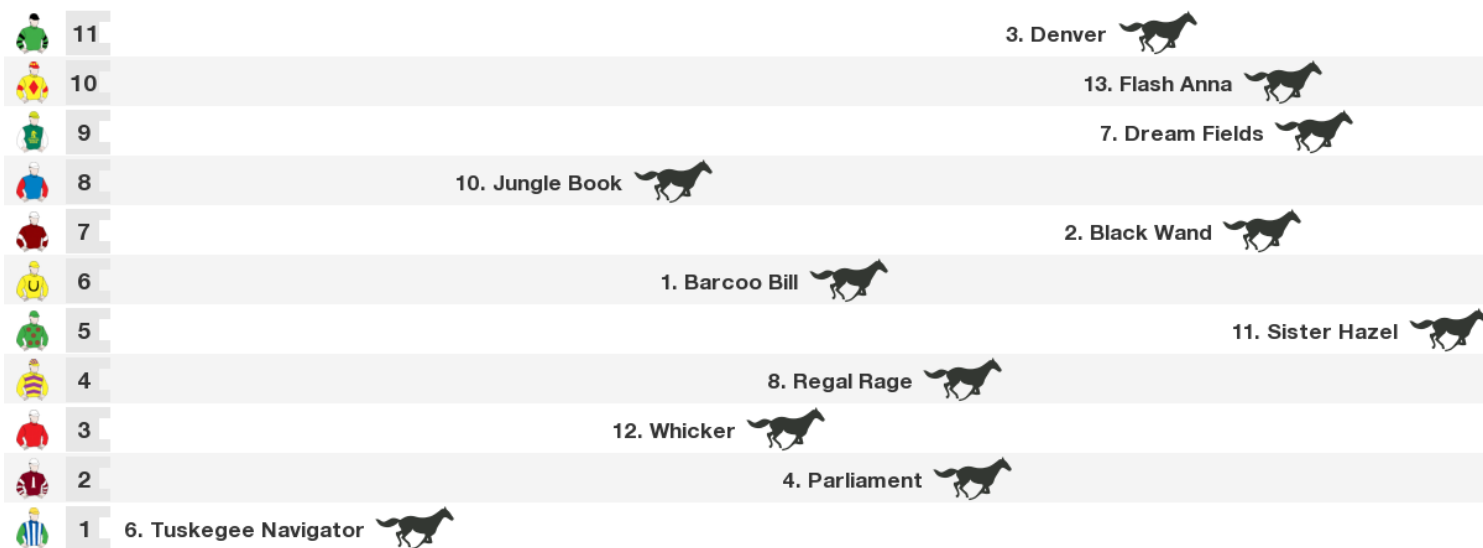 11 3. Denver
10 13. Flash Anna
9 7. Dream Fields
8 10. Jungle Book
7 2. Black Wand
6 1. Barcoo Bill
5 11. Sister Hazel
4 8. Regal Rage
3 12. Whicker
2 4. Parliament
1 6. Tuskegee Navigator